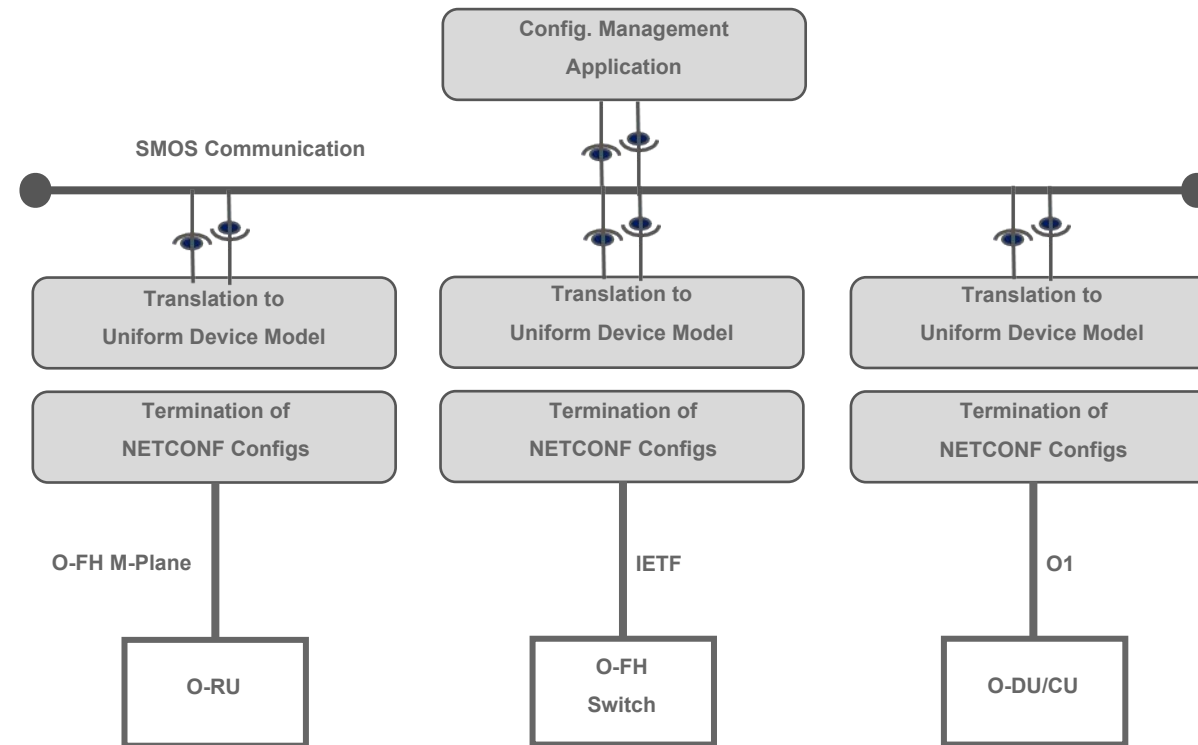 Config. Management
Application
SMOS Communication
Translation to
Uniform Device Model
Translation to
Uniform Device Model
Translation to
Uniform Device Model
Termination of
NETCONF Configs
Termination of
NETCONF Configs
Termination of
NETCONF Configs
O-FH M-Plane
IETF
O1
O-RU
O-FH
Switch
O-DU/CU